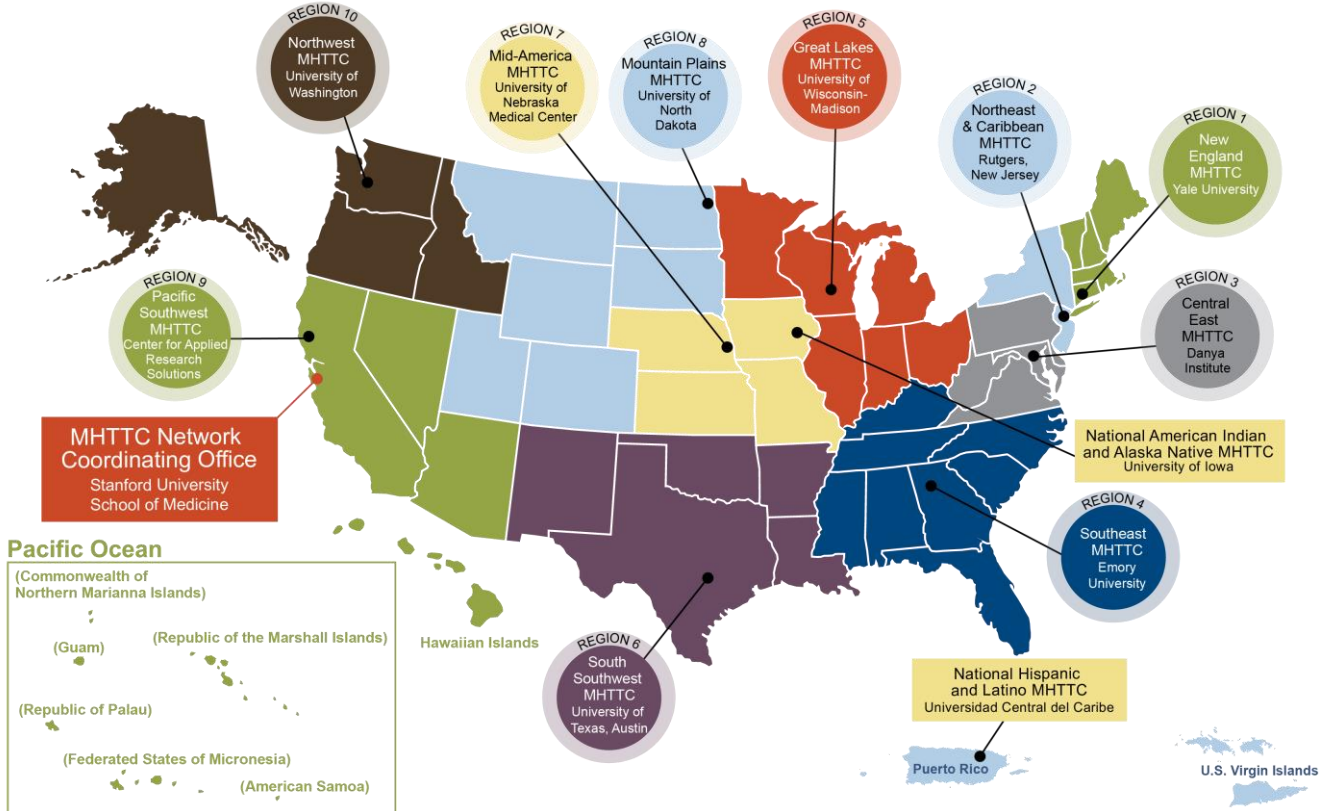 REGION 10
Northwest
MHTTC
University of
Washington
REGION 7
Mid-America
MHTTC
University of
Nebraska
Medical Center
REGION 8
Mountain Plains
MHTTC
University of
North
Dakota
REGION 5
Great Lakes
MHTTC
University of
Wisconsin-
Madison
REGION 2
Northeast
& Caribbean
MHTTC
Rutgers,
New Jersey
REGION 1
New
England
MHTTC
Yale University
REGION 9
Pacific
Southwest
MHTTC
Center for Applied
Research
Solutions
REGION 3
Central
East
MHTTC
Danya
Institute
MHTTC Network
Coordinating Office
Stanford University
School of Medicine
National American Indian
and Alaska Native MHTTC
University of Iowa
REGION 4
Southeast
MHTTC
Emory
University
Pacific Ocean
(Commonwealth of
Northern Marianna Islands)
(Guam)
(Republic of the Marshall Islands)
(Republic of Palau)
(Federated States of Micronesia)
(American Samoa)
Hawaiian Islands
REGION 6
South
Southwest
MHTTC
University of
Texas, Austin
National Hispanic
and Latino MHTTC
Universidad Central del Caribe
Puerto Rico
U.S. Virgin Islands